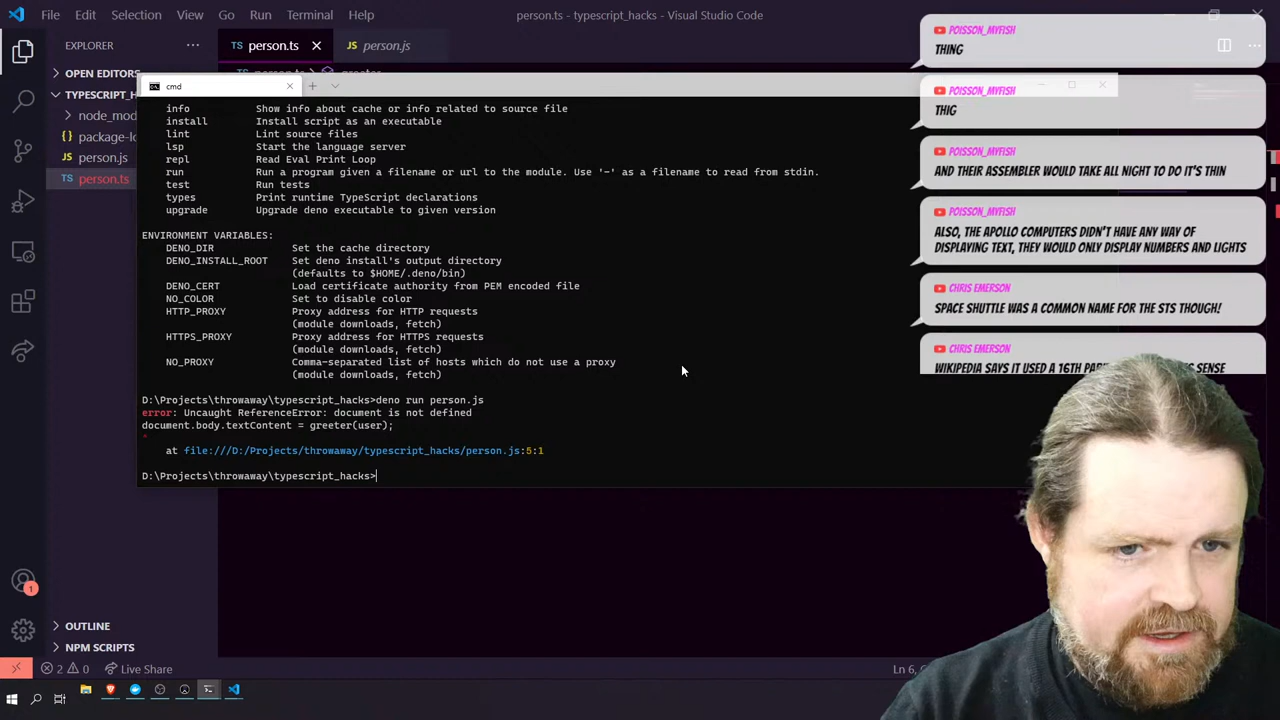 File Edit Selection View Go Run Terminal Help
person.ts - typescript_hacks - Visual Studio Code
EXPLORER
person.ts
person.js
OPEN EDITORS
TYPESCRIPT_H
node_mod
package-lo
person.js
person.ts
cmd
info Show info about cache or info related to source file
install Install script as an executable
lint Lint source files
lsp Start the language server
repl Read Eval Print Loop
run Run a program given a filename or url to the module. Use '-' as a filename to read from stdin.
test Run tests
types Print runtime TypeScript declarations
upgrade Upgrade deno executable to given version
ENVIRONMENT VARIABLES:
DENO_DIR Set the cache directory
DENO_INSTALL_ROOT Set deno install's output directory
(defaults to $HOME/.deno/bin)
DENO_CERT Load certificate authority from PEM encoded file
NO_COLOR Set to disable color
HTTP_PROXY Proxy address for HTTP requests
(module downloads, fetch)
HTTPS_PROXY Proxy address for HTTPS requests
(module downloads, fetch)
NO_PROXY Comma-separated list of hosts which do not use a proxy
(module downloads, fetch)
D:\Projects\throwaway\typescript_hacks>deno run person.js
error: Uncaught ReferenceError: document is not defined
document.body.textContent = greeter(user);
^
at file:///D:/Projects/throwaway/typescript_hacks/person.js:5:1
D:\Projects\throwaway\typescript_hacks>
POISSON_MYFISH
THING
POISSON_MYFISH
THIG
POISSON_MYFISH
AND THEIR ASSEMBLER WOULD TAKE ALL NIGHT TO DO IT'S THIN
POISSON_MYFISH
ALSO, THE APOLLO COMPUTERS DIDN'T HAVE ANY WAY OF
DISPLAYING TEXT, THEY WOULD ONLY DISPLAY NUMBERS AND LIGHTS
CHRIS EMERSON
SPACE SHUTTLE WAS A COMMON NAME FOR THE STS THOUGH!
CHRIS EMERSON
WIKIPEDIA SAYS IT USED A 16TH PAR SENSE
OUTLINE
NPM SCRIPTS
1
2 0 Live Share
Ln 6,